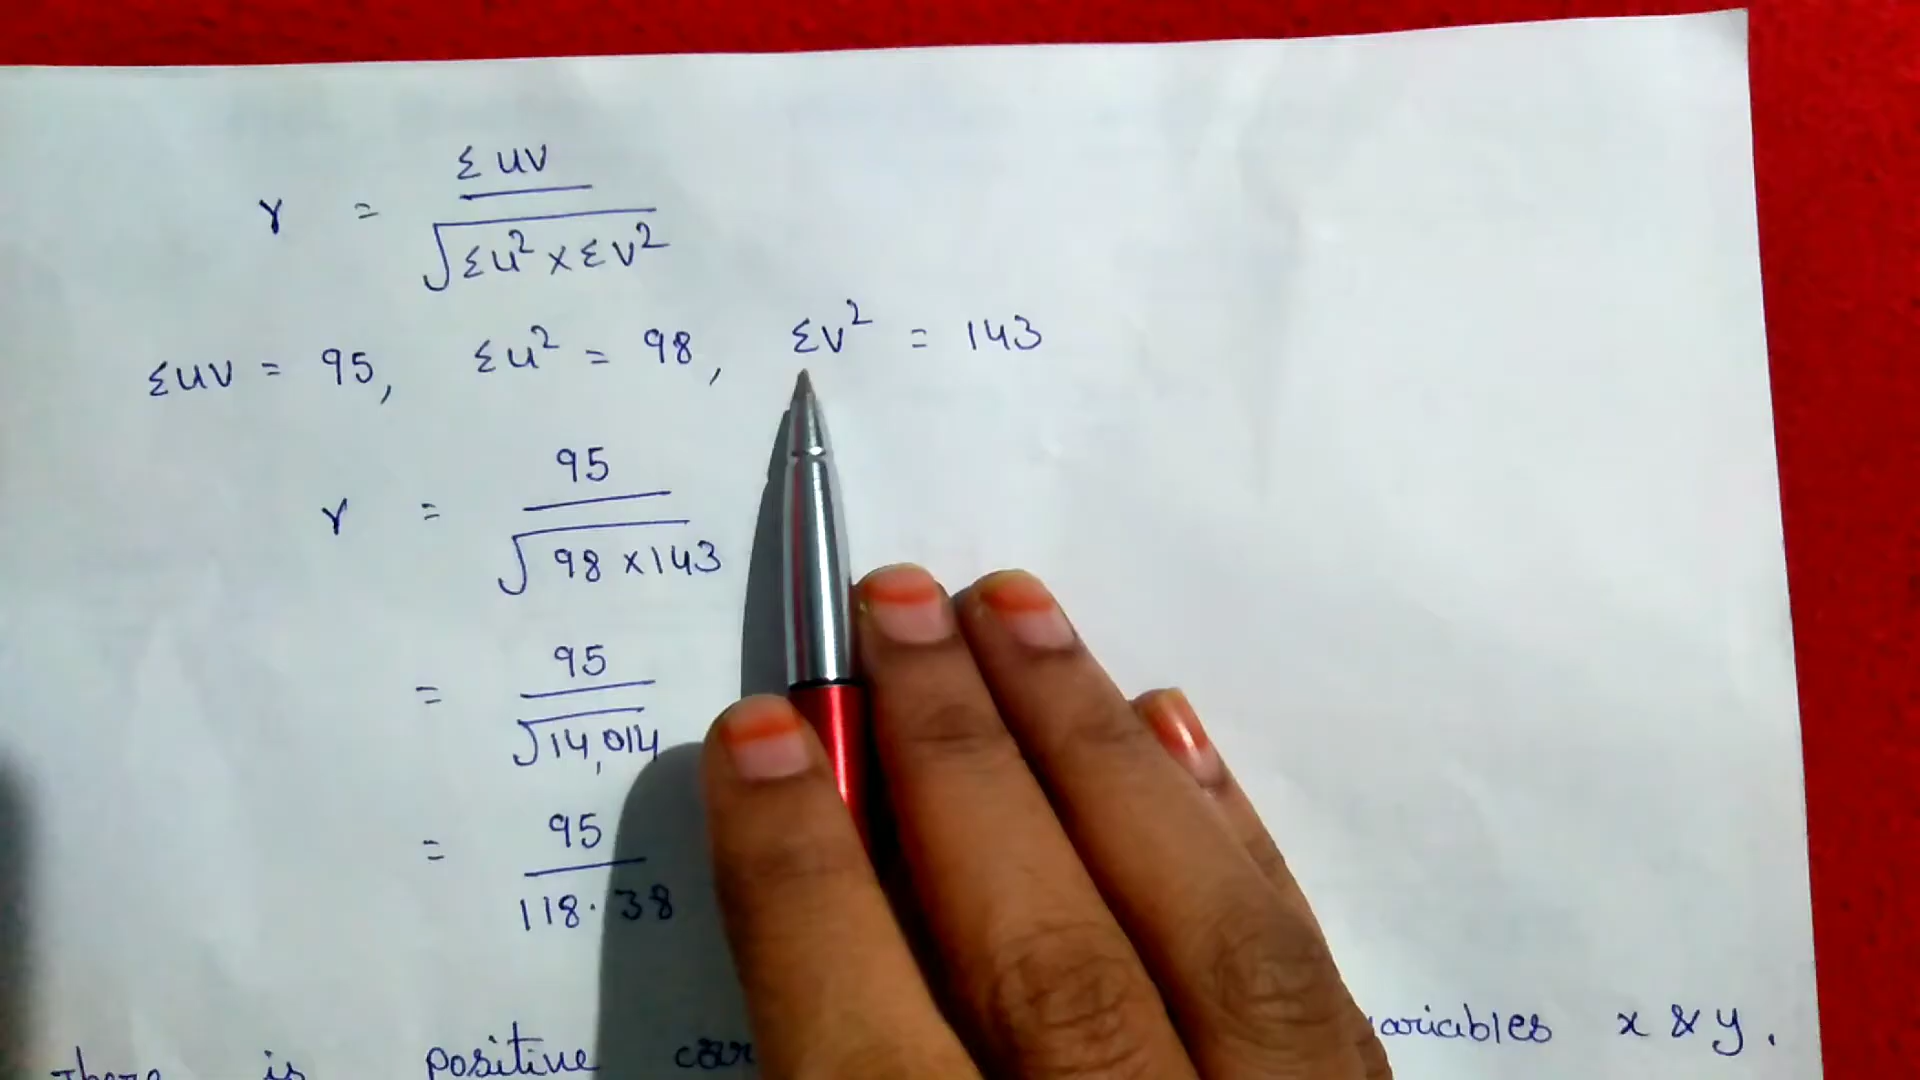 r = Σuv / √Σu² × Σv²
Σuv = 95, Σu² = 98, Σv² = 143
r = 95 / √98 × 143
= 95 / √14,014
= 95 / 118.38
There is positive variables x & y.